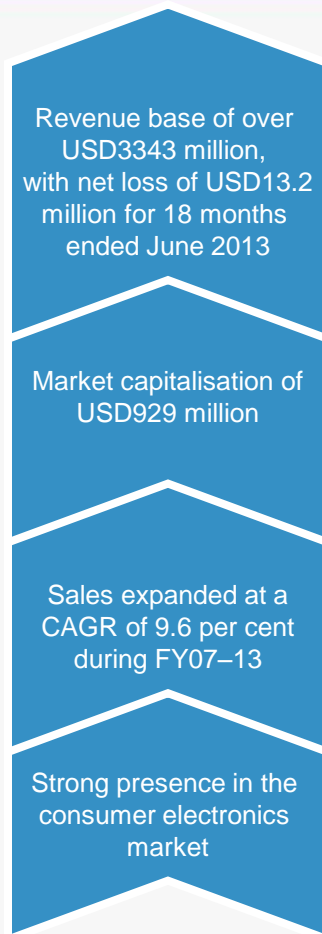 Revenue base of over
USD3343 million,
with net loss of USD13.2
million for 18 months
ended June 2013
Market capitalisation of
USD929 million
Sales expanded at a
CAGR of 9.6 per cent
during FY07–13
Strong presence in the
consumer electronics
market